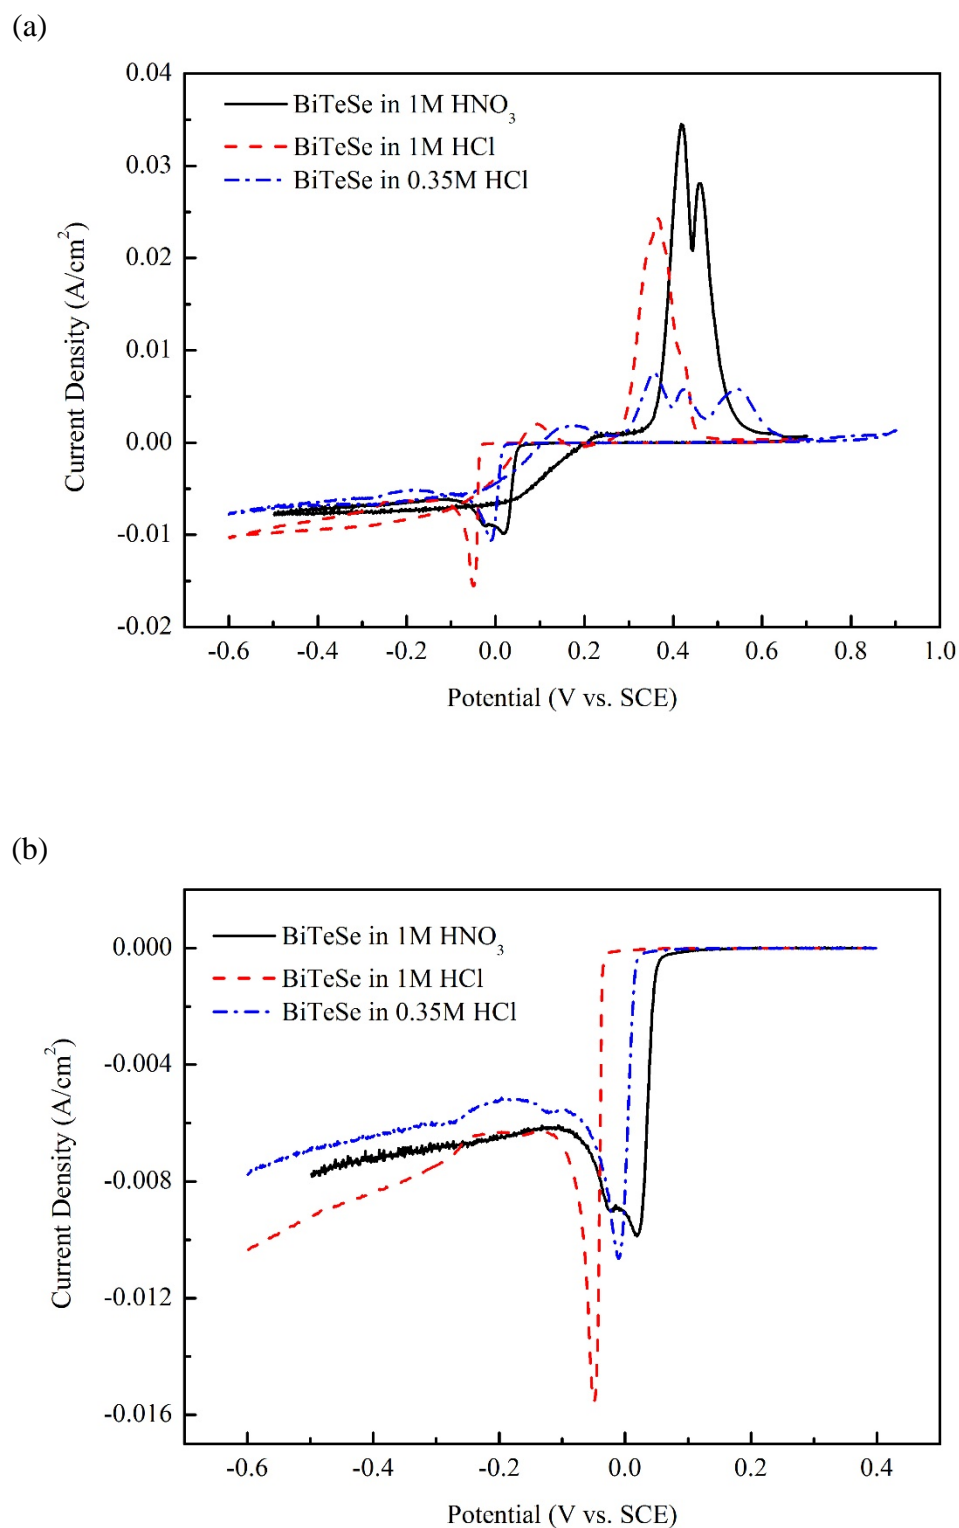 (a)
0.04
0.03
0.02
0.01
0.00
-0.01
-0.02
Current Density (A/cm²)
BiTeSe in 1M HNO₃
BiTeSe in 1M HCl
BiTeSe in 0.35M HCl
-0.6 -0.4 -0.2 0.0 0.2 0.4 0.6 0.8 1.0
Potential (V vs. SCE)
(b)
0.000
-0.004
-0.008
-0.012
-0.016
Current Density (A/cm²)
BiTeSe in 1M HNO₃
BiTeSe in 1M HCl
BiTeSe in 0.35M HCl
-0.6 -0.4 -0.2 0.0 0.2 0.4
Potential (V vs. SCE)